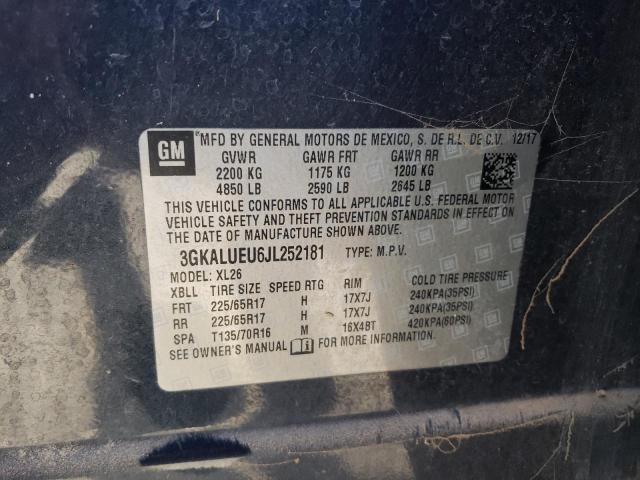 GM
MFD BY GENERAL MOTORS DE MEXICO, S. DE R.L. DE C.V. 12/17
GVWR GAWR FRT GAWR RR
2200 KG 1175 KG 1200 KG
4850 LB 2590 LB 2645 LB
THIS VEHICLE CONFORMS TO ALL APPLICABLE U.S. FEDERAL MOTOR
VEHICLE SAFETY AND THEFT PREVENTION STANDARDS IN EFFECT ON
THE DATE OF MANUFACTURE SHOWN ABOVE.
3GKALUEU6JL252181 TYPE: M.P.V.
MODEL: XL26
XBLL TIRE SIZE SPEED RTG RIM COLD TIRE PRESSURE
FRT 225/65R17 H 17X7J 240KPA(35PSI)
RR 225/65R17 H 17X7J 240KPA(35PSI)
SPA T135/70R16 M 16X4BT 420KPA(60PSI)
SEE OWNER'S MANUAL FOR MORE INFORMATION